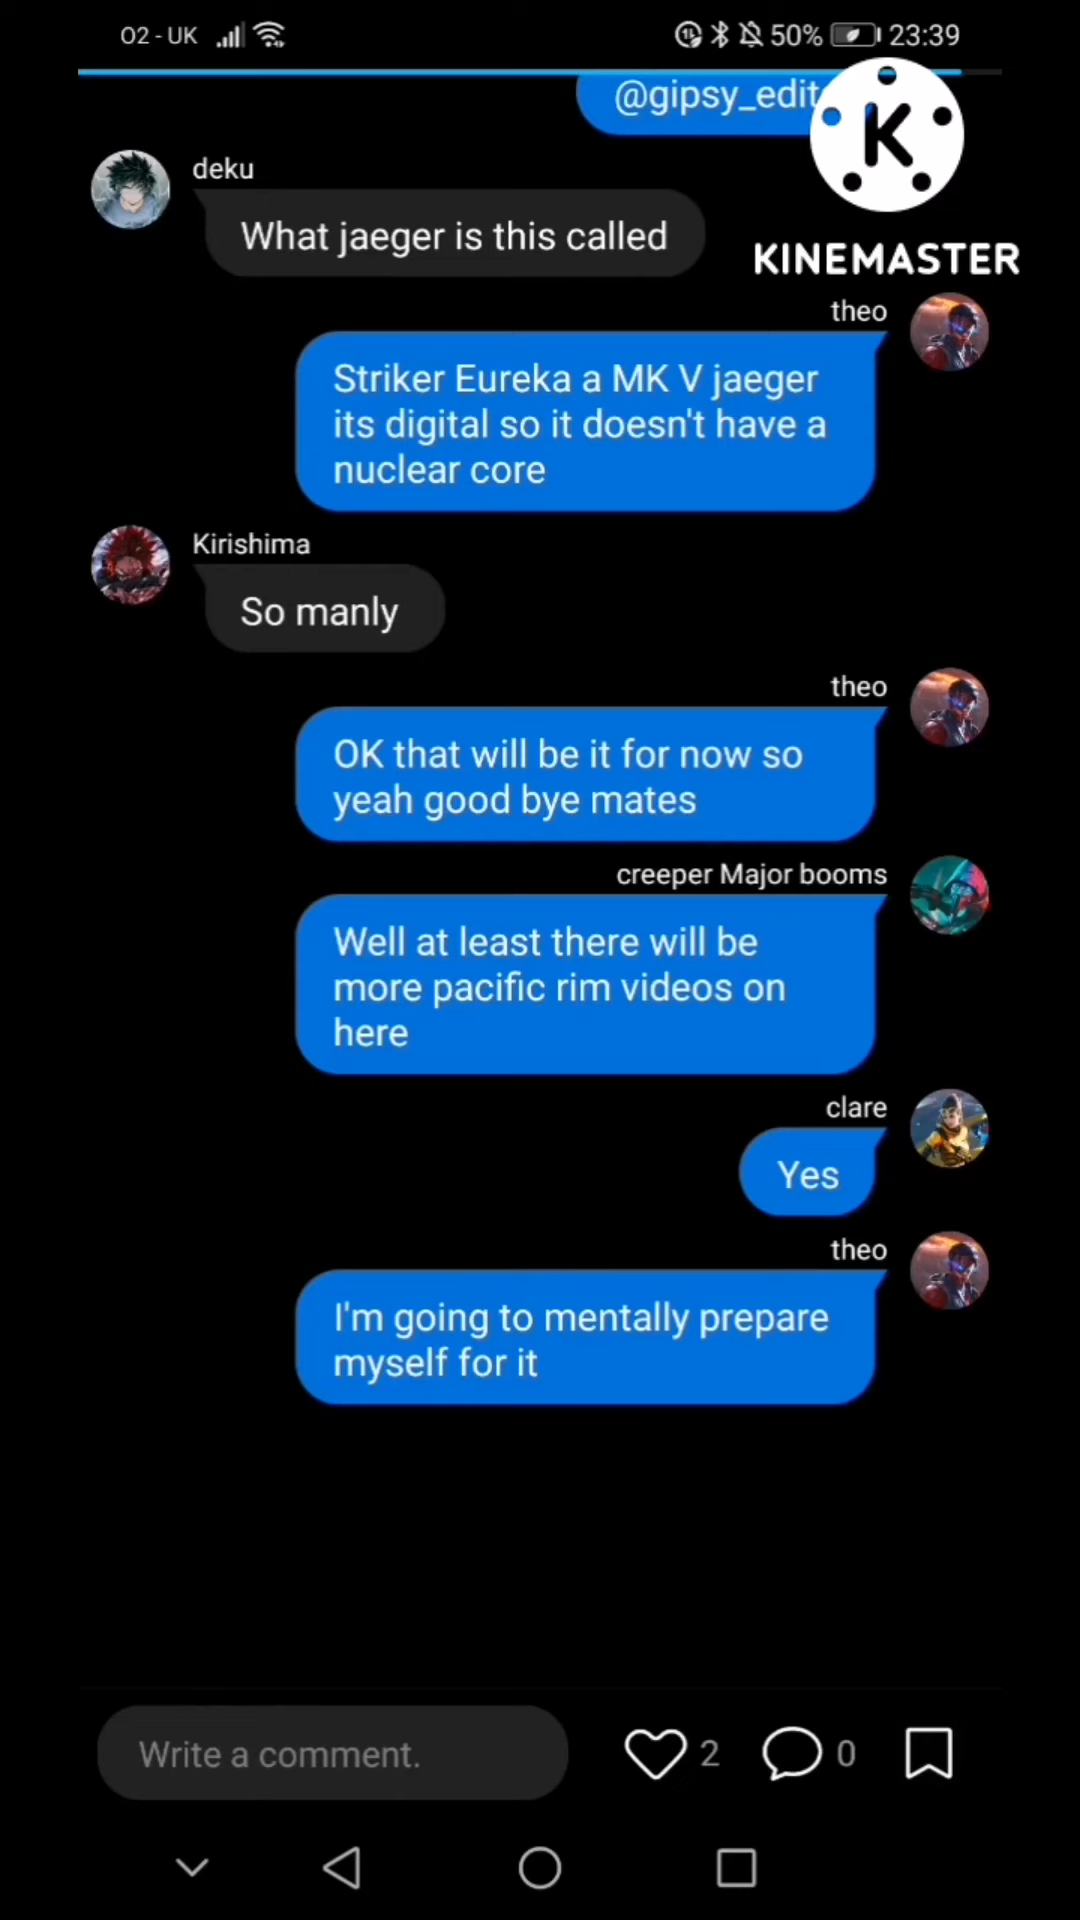 O2 - UK 50% 23:39
@gipsy_edit
K
KINEMASTER
deku
What jaeger is this called
theo
Striker Eureka a MK V jaeger
its digital so it doesn't have a
nuclear core
Kirishima
So manly
theo
OK that will be it for now so
yeah good bye mates
creeper Major booms
Well at least there will be
more pacific rim videos on
here
clare
Yes
theo
I'm going to mentally prepare
myself for it
Write a comment. 2 0